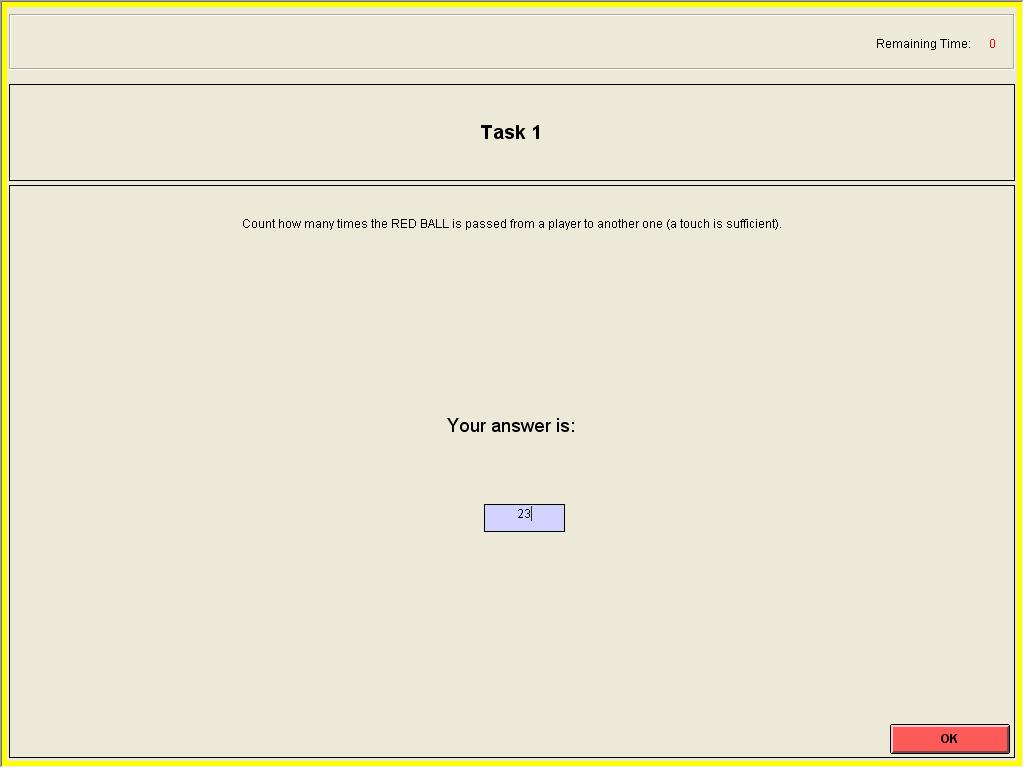 Remaining Time: 0
Task 1
Count how many times the RED BALL is passed from a player to another one (a touch is sufficient).
Your answer is:
23
OK